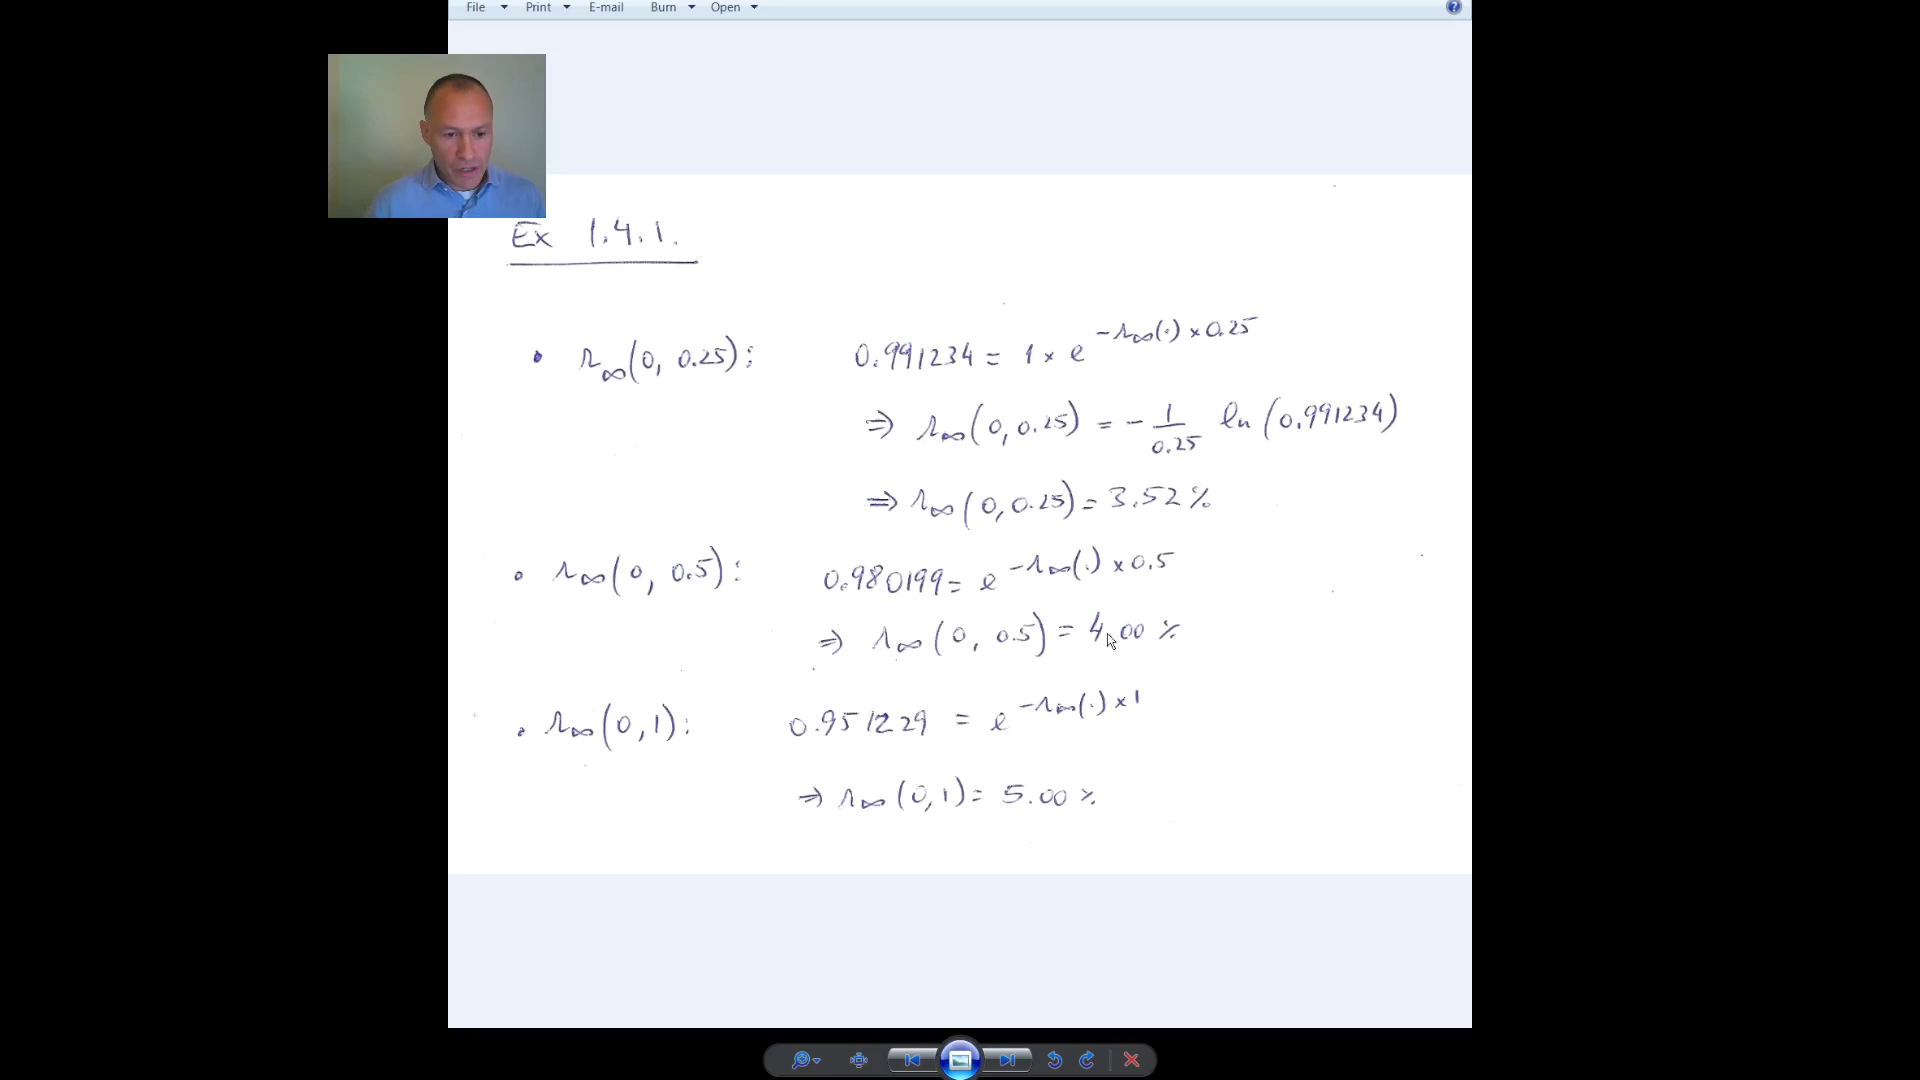 File Print E-mail Burn Open
Ex 1.4.1.
• r∞(0, 0.25): 0.991234 = 1 × e^(-r∞(·) × 0.25)
⇒ r∞(0, 0.25) = - 1/0.25 ln(0.991234)
⇒ r∞(0, 0.25) = 3.52 %
• r∞(0, 0.5): 0.980199 = e^(-r∞(·) × 0.5)
⇒ r∞(0, 0.5) = 4.00 %
• r∞(0, 1): 0.951229 = e^(-r∞(·) × 1)
⇒ r∞(0, 1) = 5.00 %